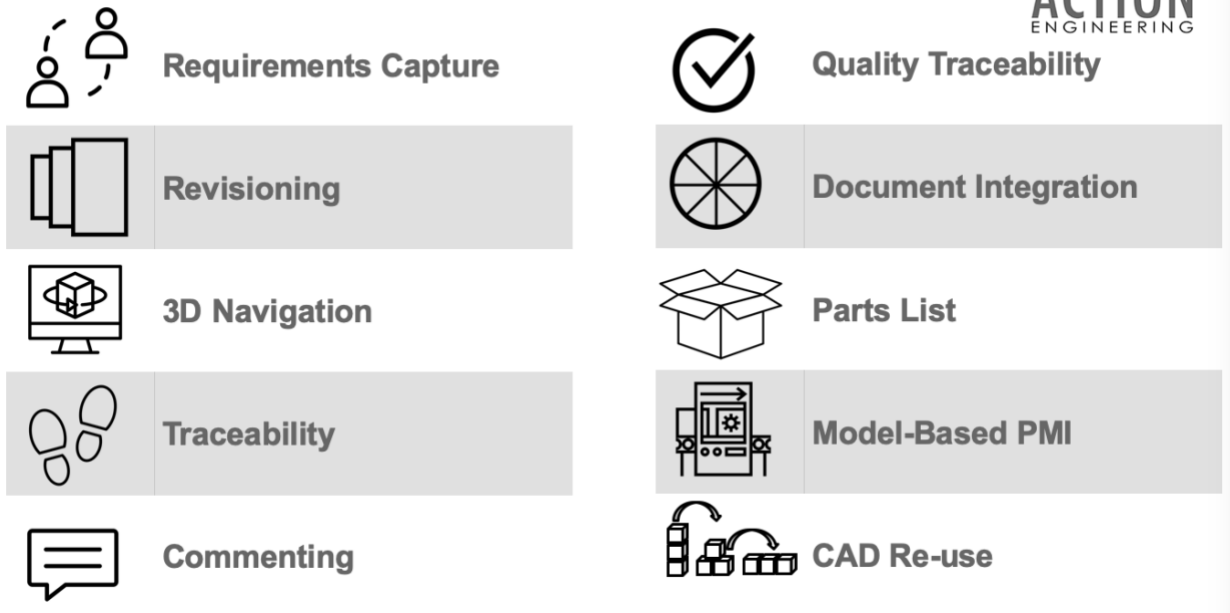 ACTION
ENGINEERING
Requirements Capture
Quality Traceability
Revisioning
Document Integration
3D Navigation
Parts List
Traceability
Model-Based PMI
Commenting
CAD Re-use